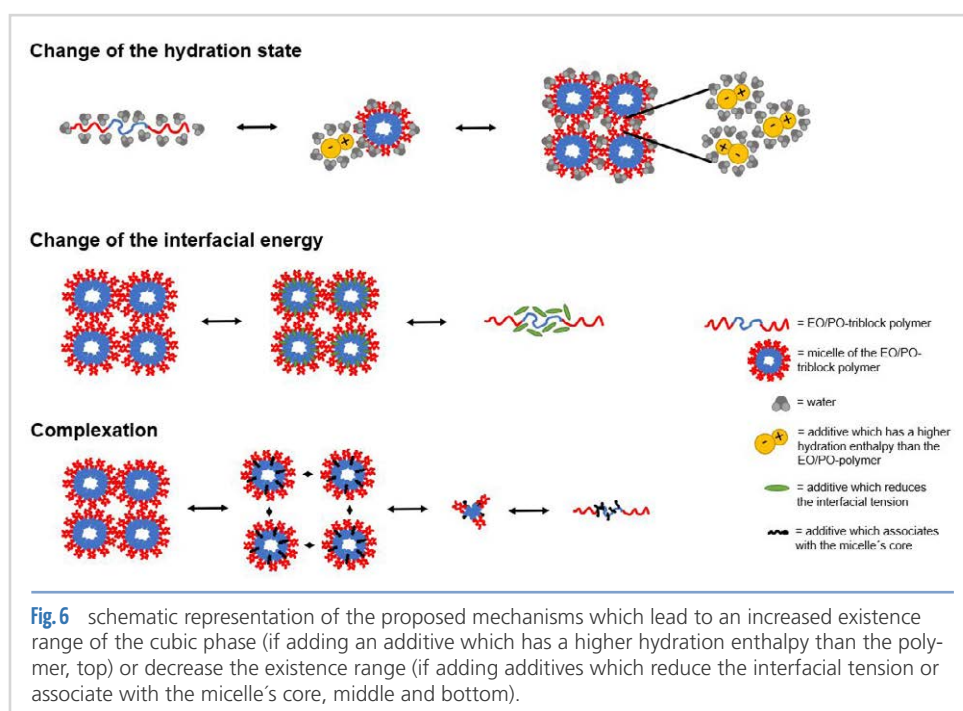 Change of the hydration state
- +
- +
- +
- +
Change of the interfacial energy
= EO/PO-triblock polymer
= micelle of the EO/PO-
triblock polymer
= water
Complexation
- +
= additive which has a higher
hydration enthalpy than the
EO/PO-polymer
= additive which reduces
the interfacial tension
= additive which associates
with the micelle´s core
Fig. 6 schematic representation of the proposed mechanisms which lead to an increased existence
range of the cubic phase (if adding an additive which has a higher hydration enthalpy than the poly-
mer, top) or decrease the existence range (if adding additives which reduce the interfacial tension or
associate with the micelle´s core, middle and bottom).